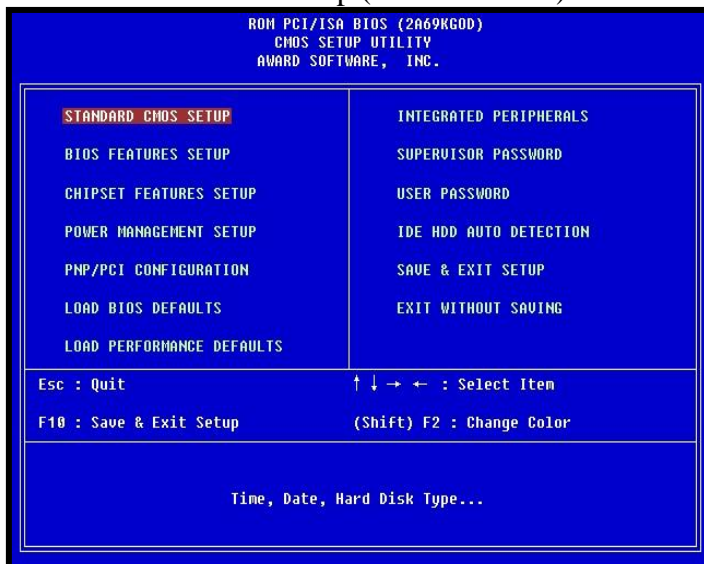 ROM PCI/ISA BIOS (2A69KGOD)
CMOS SETUP UTILITY
AWARD SOFTWARE, INC.
STANDARD CMOS SETUP
BIOS FEATURES SETUP
CHIPSET FEATURES SETUP
POWER MANAGEMENT SETUP
PNP/PCI CONFIGURATION
LOAD BIOS DEFAULTS
LOAD PERFORMANCE DEFAULTS
INTEGRATED PERIPHERALS
SUPERVISOR PASSWORD
USER PASSWORD
IDE HDD AUTO DETECTION
SAVE & EXIT SETUP
EXIT WITHOUT SAVING
Esc : Quit
↑ ↓ → ← : Select Item
F10 : Save & Exit Setup
(Shift) F2 : Change Color
Time, Date, Hard Disk Type...